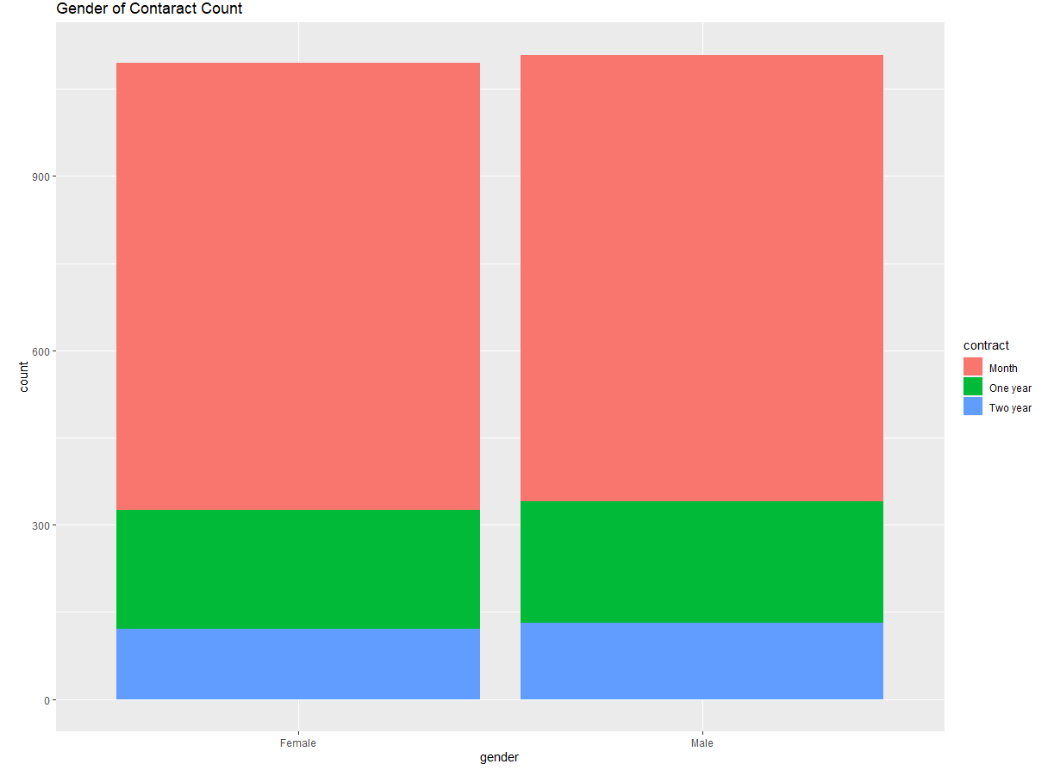 Gender of Contaract Count
count
900
600
300
0
Female
Male
gender
contract
Month
One year
Two year